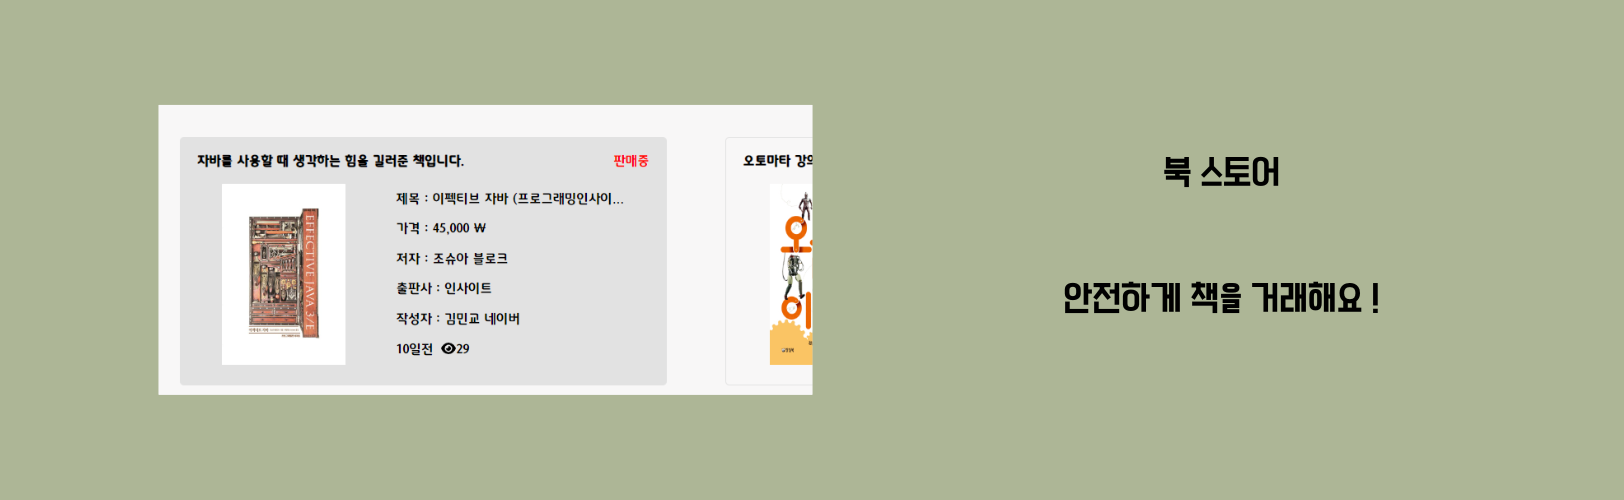 자바를 사용할 때 생각하는 힘을 길러준 책입니다.
판매중
EFFECTIVE JAVA 3/E
제목 : 이펙티브 자바 (프로그래밍인사이...
가격 : 45,000 ₩
저자 : 조슈아 블로크
출판사 : 인사이트
작성자 : 김민교 네이버
10일전 29
오토마타 강의
오
이
북 스토어
안전하게 책을 거래해요 !